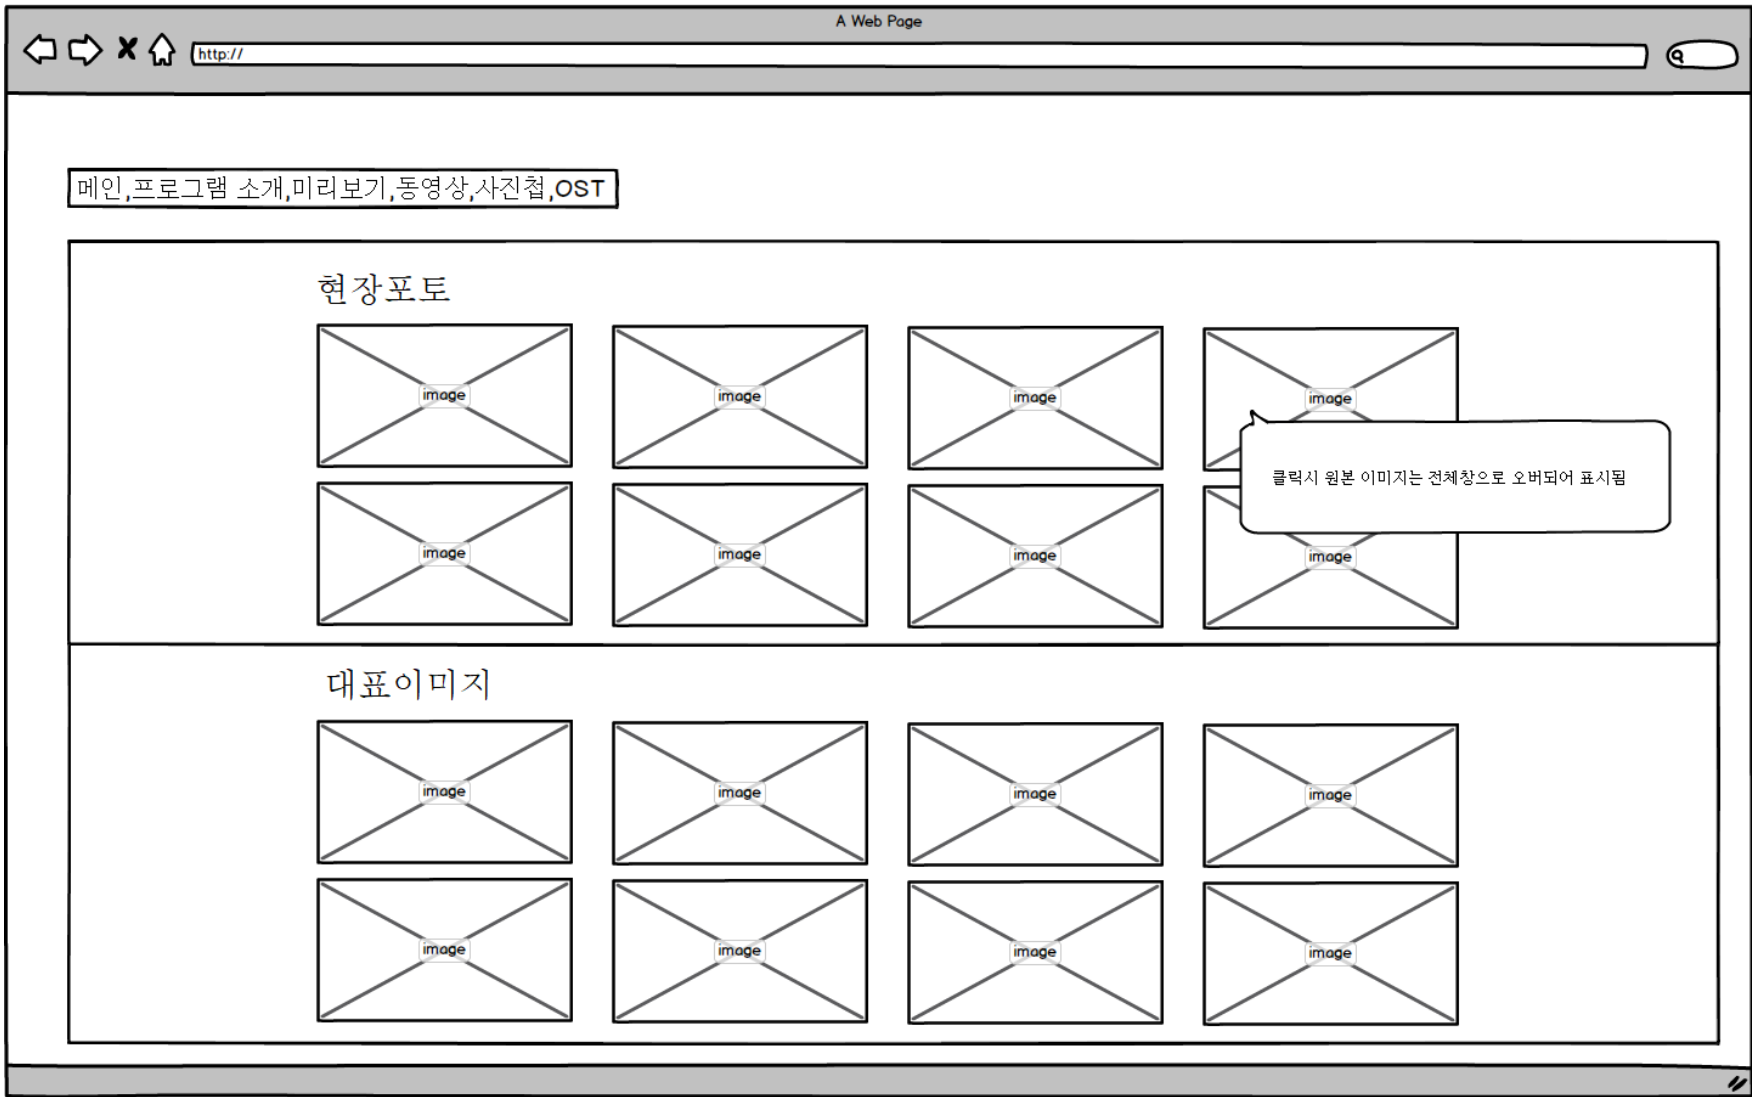 A Web Page
http://
메인,프로그램 소개,미리보기,동영상,사진첩,OST
현장포토
image image image image
클릭시 원본 이미지는 전체창으로 오버되어 표시됨
image image image image
대표이미지
image image image image
image image image image